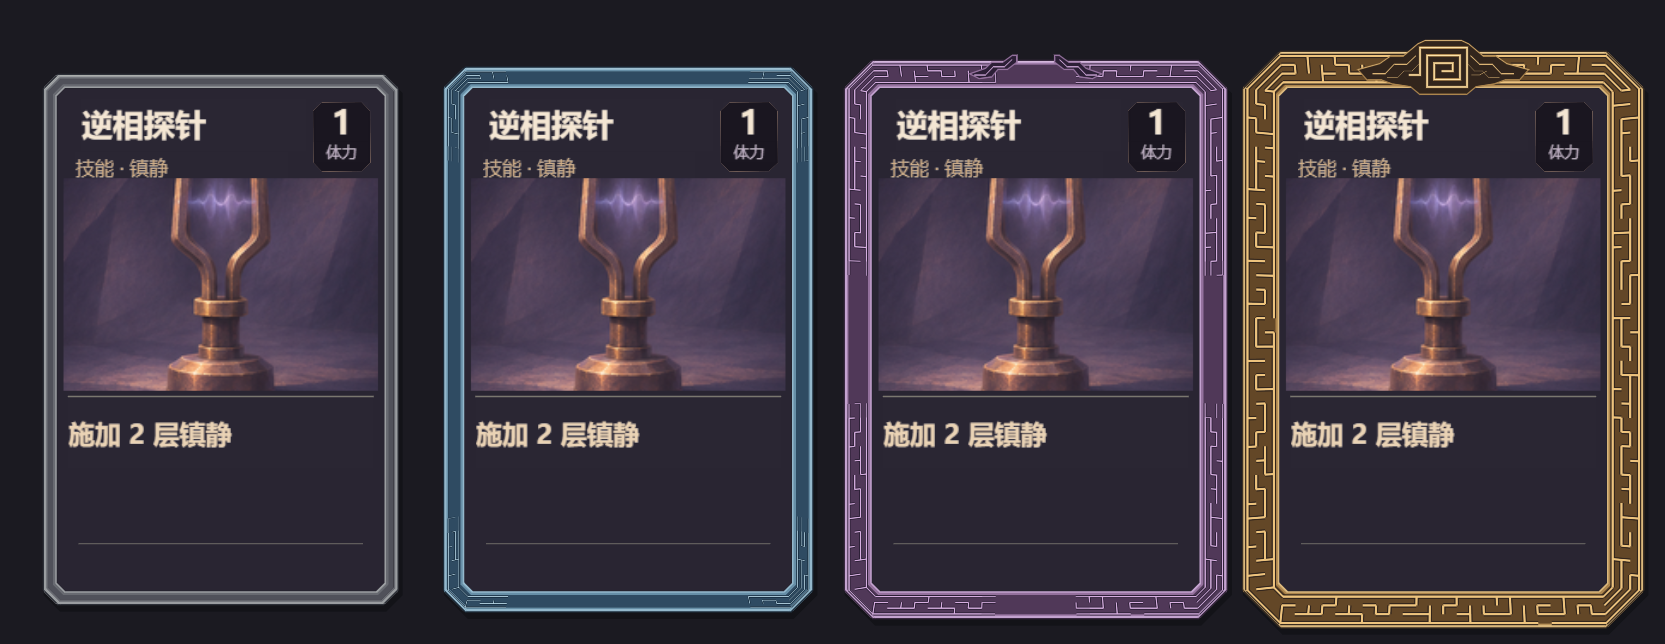 逆相探针
1
体力
技能 · 镇静
施加 2 层镇静
逆相探针
1
体力
技能 · 镇静
施加 2 层镇静
逆相探针
1
体力
技能 · 镇静
施加 2 层镇静
逆相探针
1
体力
技能 · 镇静
施加 2 层镇静